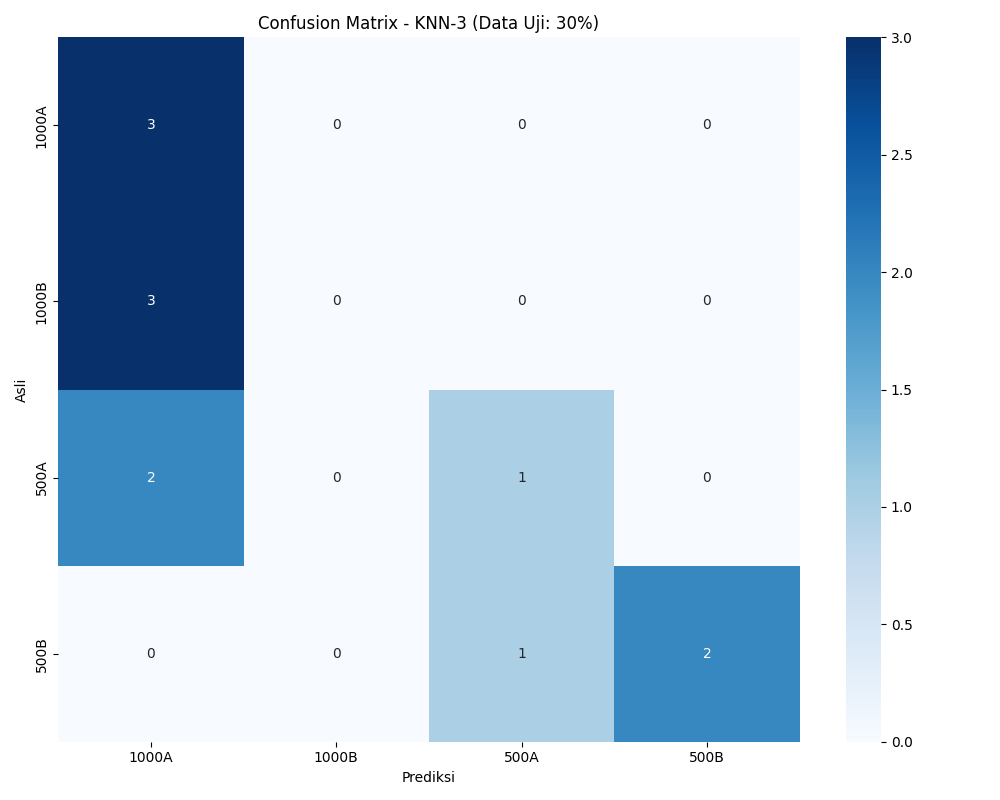 Confusion Matrix - KNN-3 (Data Uji: 30%)
Asli
1000A 3 0 0 0
1000B 3 0 0 0
500A 2 0 1 0
500B 0 0 1 2
1000A 1000B 500A 500B
Prediksi
3.0
2.5
2.0
1.5
1.0
0.5
0.0